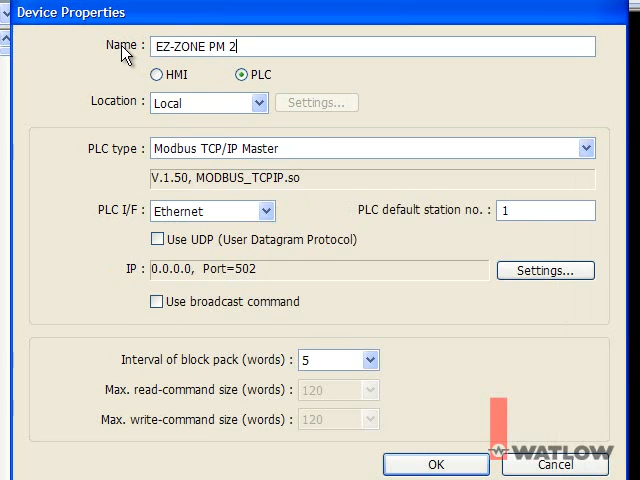 Device Properties
Name : EZ-ZONE PM 2
HMI PLC
Location : Local Settings...
PLC type : Modbus TCP/IP Master
V.1.50, MODBUS_TCPIP.so
PLC I/F : Ethernet PLC default station no. : 1
Use UDP (User Datagram Protocol)
IP : 0.0.0.0, Port=502 Settings...
Use broadcast command
Interval of block pack (words) : 5
Max. read-command size (words) : 120
Max. write-command size (words) : 120
WATLOW
OK Cancel